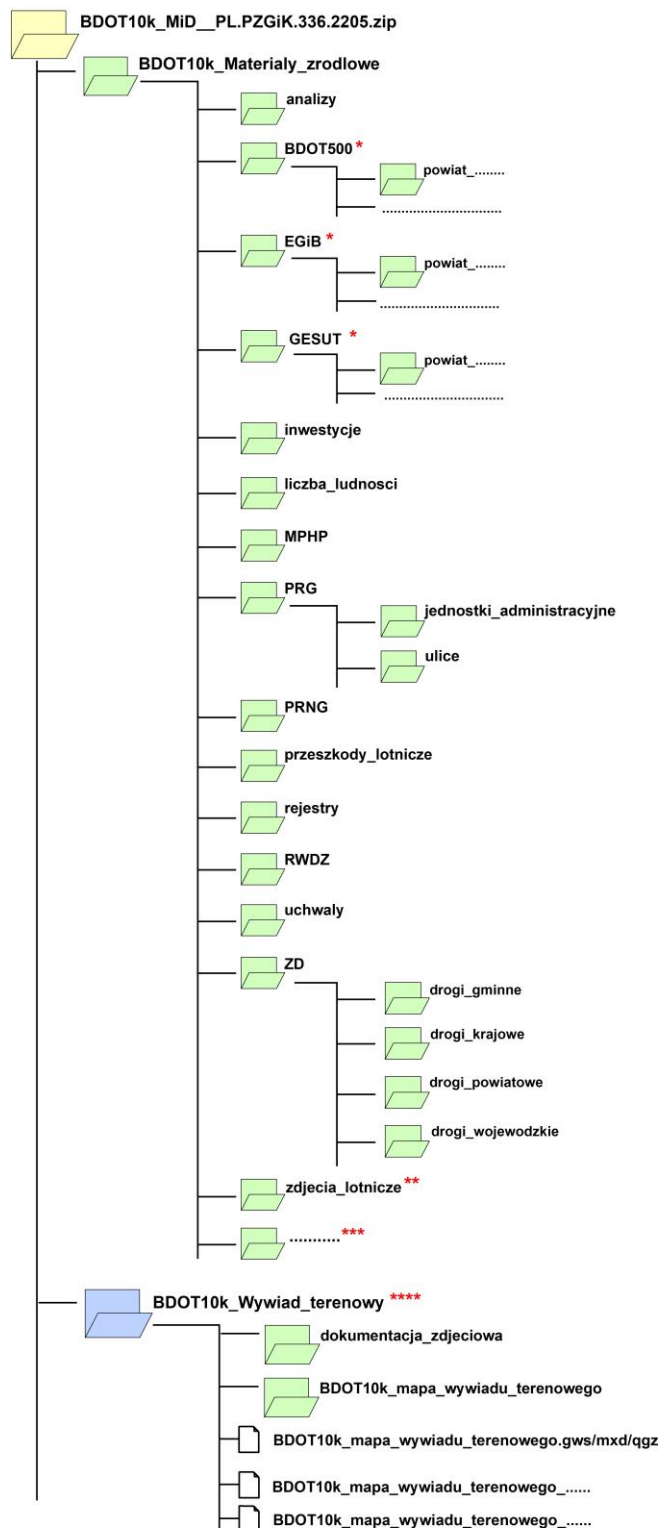 BDOT10k_MiD__PL.PZGiK.336.2205.zip
BDOT10k_Materialy_zrodlowe
analizy
BDOT500 *
powiat_........
..............................
EGiB *
powiat_........
..............................
GESUT *
powiat_........
..............................
inwestycje
liczba_ludnosci
MPHP
PRG
jednostki_administracyjne
ulice
PRNG
przeszkody_lotnicze
rejestry
RWDZ
uchwaly
ZD
drogi_gminne
drogi_krajowe
drogi_powiatowe
drogi_wojewodzkie
zdjecia_lotnicze **
........... ***
BDOT10k_Wywiad_terenowy ****
dokumentacja_zdjeciowa
BDOT10k_mapa_wywiadu_terenowego
BDOT10k_mapa_wywiadu_terenowego.gws/mxd/qgz
BDOT10k_mapa_wywiadu_terenowego_......
BDOT10k_mapa_wywiadu_terenowego_......